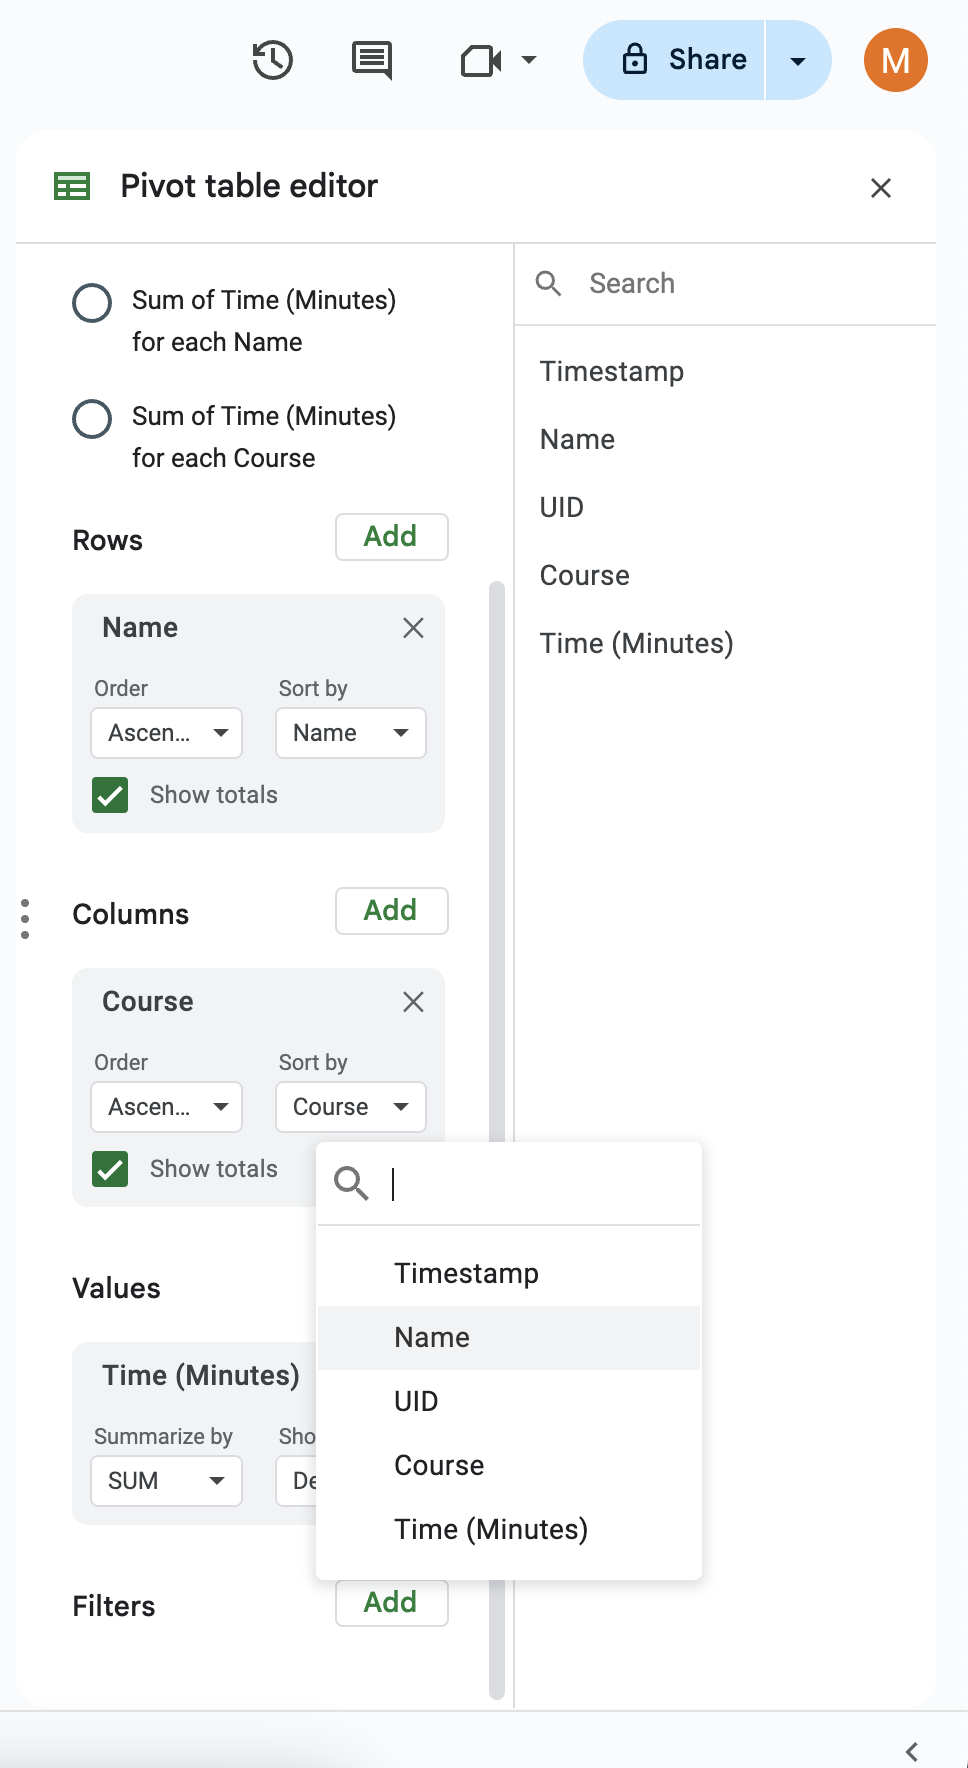 Share
M
Pivot table editor
Sum of Time (Minutes)
for each Name
Sum of Time (Minutes)
for each Course
Rows
Add
Name
Order
Sort by
Ascen...
Name
Show totals
Columns
Add
Course
Order
Sort by
Ascen...
Course
Show totals
Values
Time (Minutes)
Summarize by
Sho
SUM
De
Filters
Add
Timestamp
Name
UID
Course
Time (Minutes)
Search
Timestamp
Name
UID
Course
Time (Minutes)